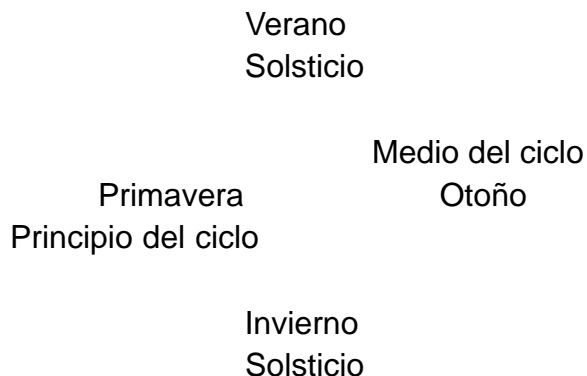 Verano
Solsticio
Medio del ciclo
Primavera
Otoño
Principio del ciclo
Invierno
Solsticio